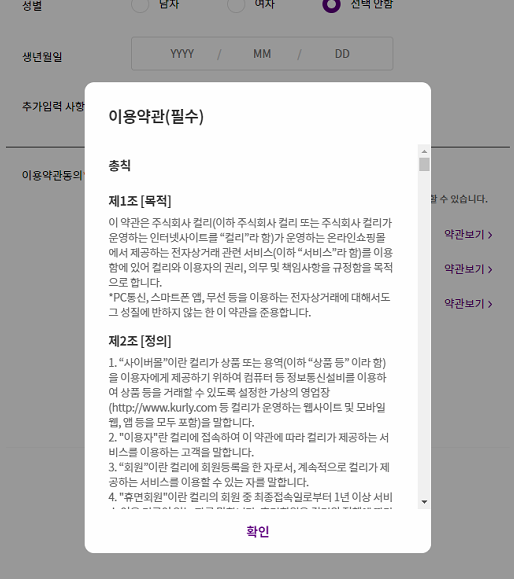 성별
남자
여자
선택 안함
생년월일
YYYY / MM / DD
추가입력 사항
이용약관동의
할 수 있습니다.
약관보기 >
약관보기 >
약관보기 >
이용약관(필수)
총칙
제1조 [목적]
이 약관은 주식회사 컬리(이하 주식회사 컬리 또는 주식회사 컬리가
운영하는 인터넷사이트를 “컬리”라 함)가 운영하는 온라인쇼핑몰
에서 제공하는 전자상거래 관련 서비스(이하 “서비스”라 함)를 이용
함에 있어 컬리와 이용자의 권리, 의무 및 책임사항을 규정함을 목적
으로 합니다.
*PC통신, 스마트폰 앱, 무선 등을 이용하는 전자상거래에 대해서도
그 성질에 반하지 않는 한 이 약관을 준용합니다.
제2조 [정의]
1. “사이버몰”이란 컬리가 상품 또는 용역(이하 “상품 등” 이라 함)
을 이용자에게 제공하기 위하여 컴퓨터 등 정보통신설비를 이용하
여 상품 등을 거래할 수 있도록 설정한 가상의 영업장
(http://www.kurly.com 등 컬리가 운영하는 웹사이트 및 모바일
웹, 앱 등을 모두 포함)을 말합니다.
2. "이용자"란 컬리에 접속하여 이 약관에 따라 컬리가 제공하는 서
비스를 이용하는 고객을 말합니다.
3. “회원”이란 컬리에 회원등록을 한 자로서, 계속적으로 컬리가 제
공하는 서비스를 이용할 수 있는 자를 말합니다.
4. "휴면회원"이란 컬리의 회원 중 최종접속일로부터 1년 이상 서비
확인